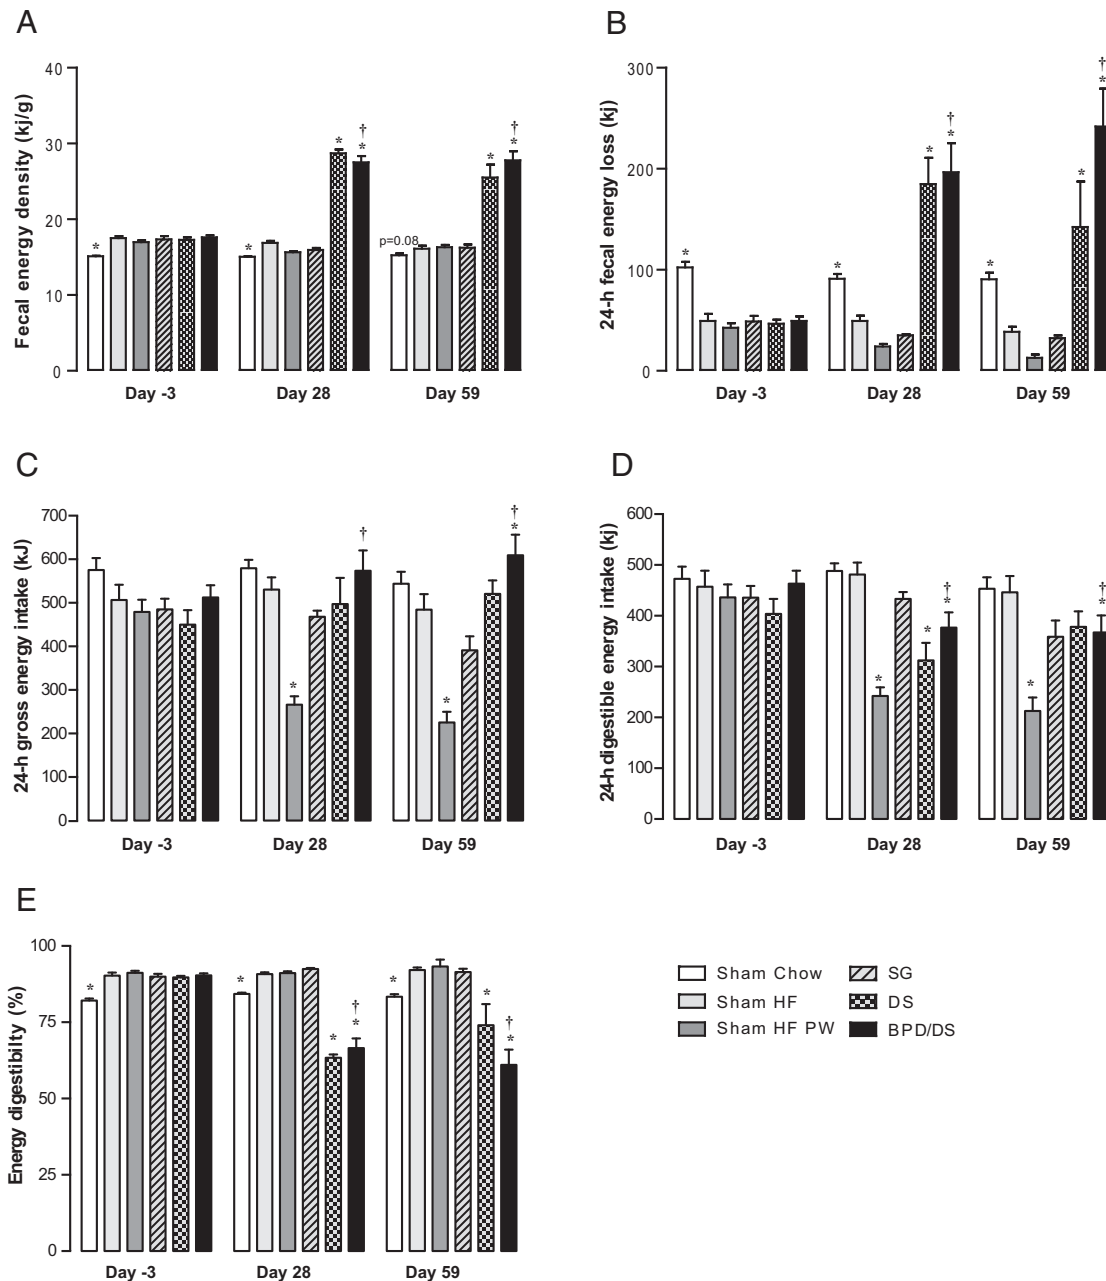 A
Fecal energy density (kj/g)
40
30
20
10
0
*
*
*
†
*
p=0.08
*
†
*
Day -3
Day 28
Day 59
B
24-h fecal energy loss (kj)
300
200
100
0
*
*
*
†
*
*
*
†
*
Day -3
Day 28
Day 59
C
24-h gross energy intake (kJ)
700
600
500
400
300
200
100
0
*
†
*
†
*
Day -3
Day 28
Day 59
D
24-h digestible energy intake (kj)
600
500
400
300
200
100
0
*
*
†
*
*
†
*
Day -3
Day 28
Day 59
E
Energy digestibiity (%)
100
75
50
25
0
*
*
*
†
*
*
*
†
*
Day -3
Day 28
Day 59
Sham Chow
Sham HF
Sham HF PW
SG
DS
BPD/DS